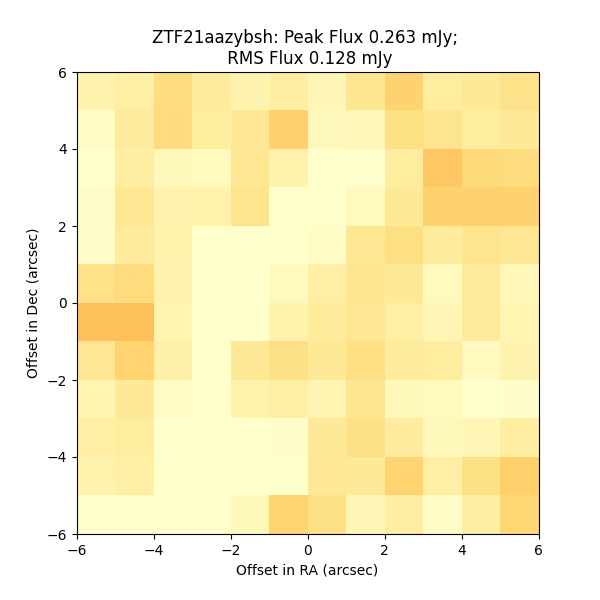 ZTF21aazybsh: Peak Flux 0.263 mJy;
RMS Flux 0.128 mJy
6
4
2
0
−2
−4
−6
Offset in Dec (arcsec)
−6 −4 −2 0 2 4 6
Offset in RA (arcsec)